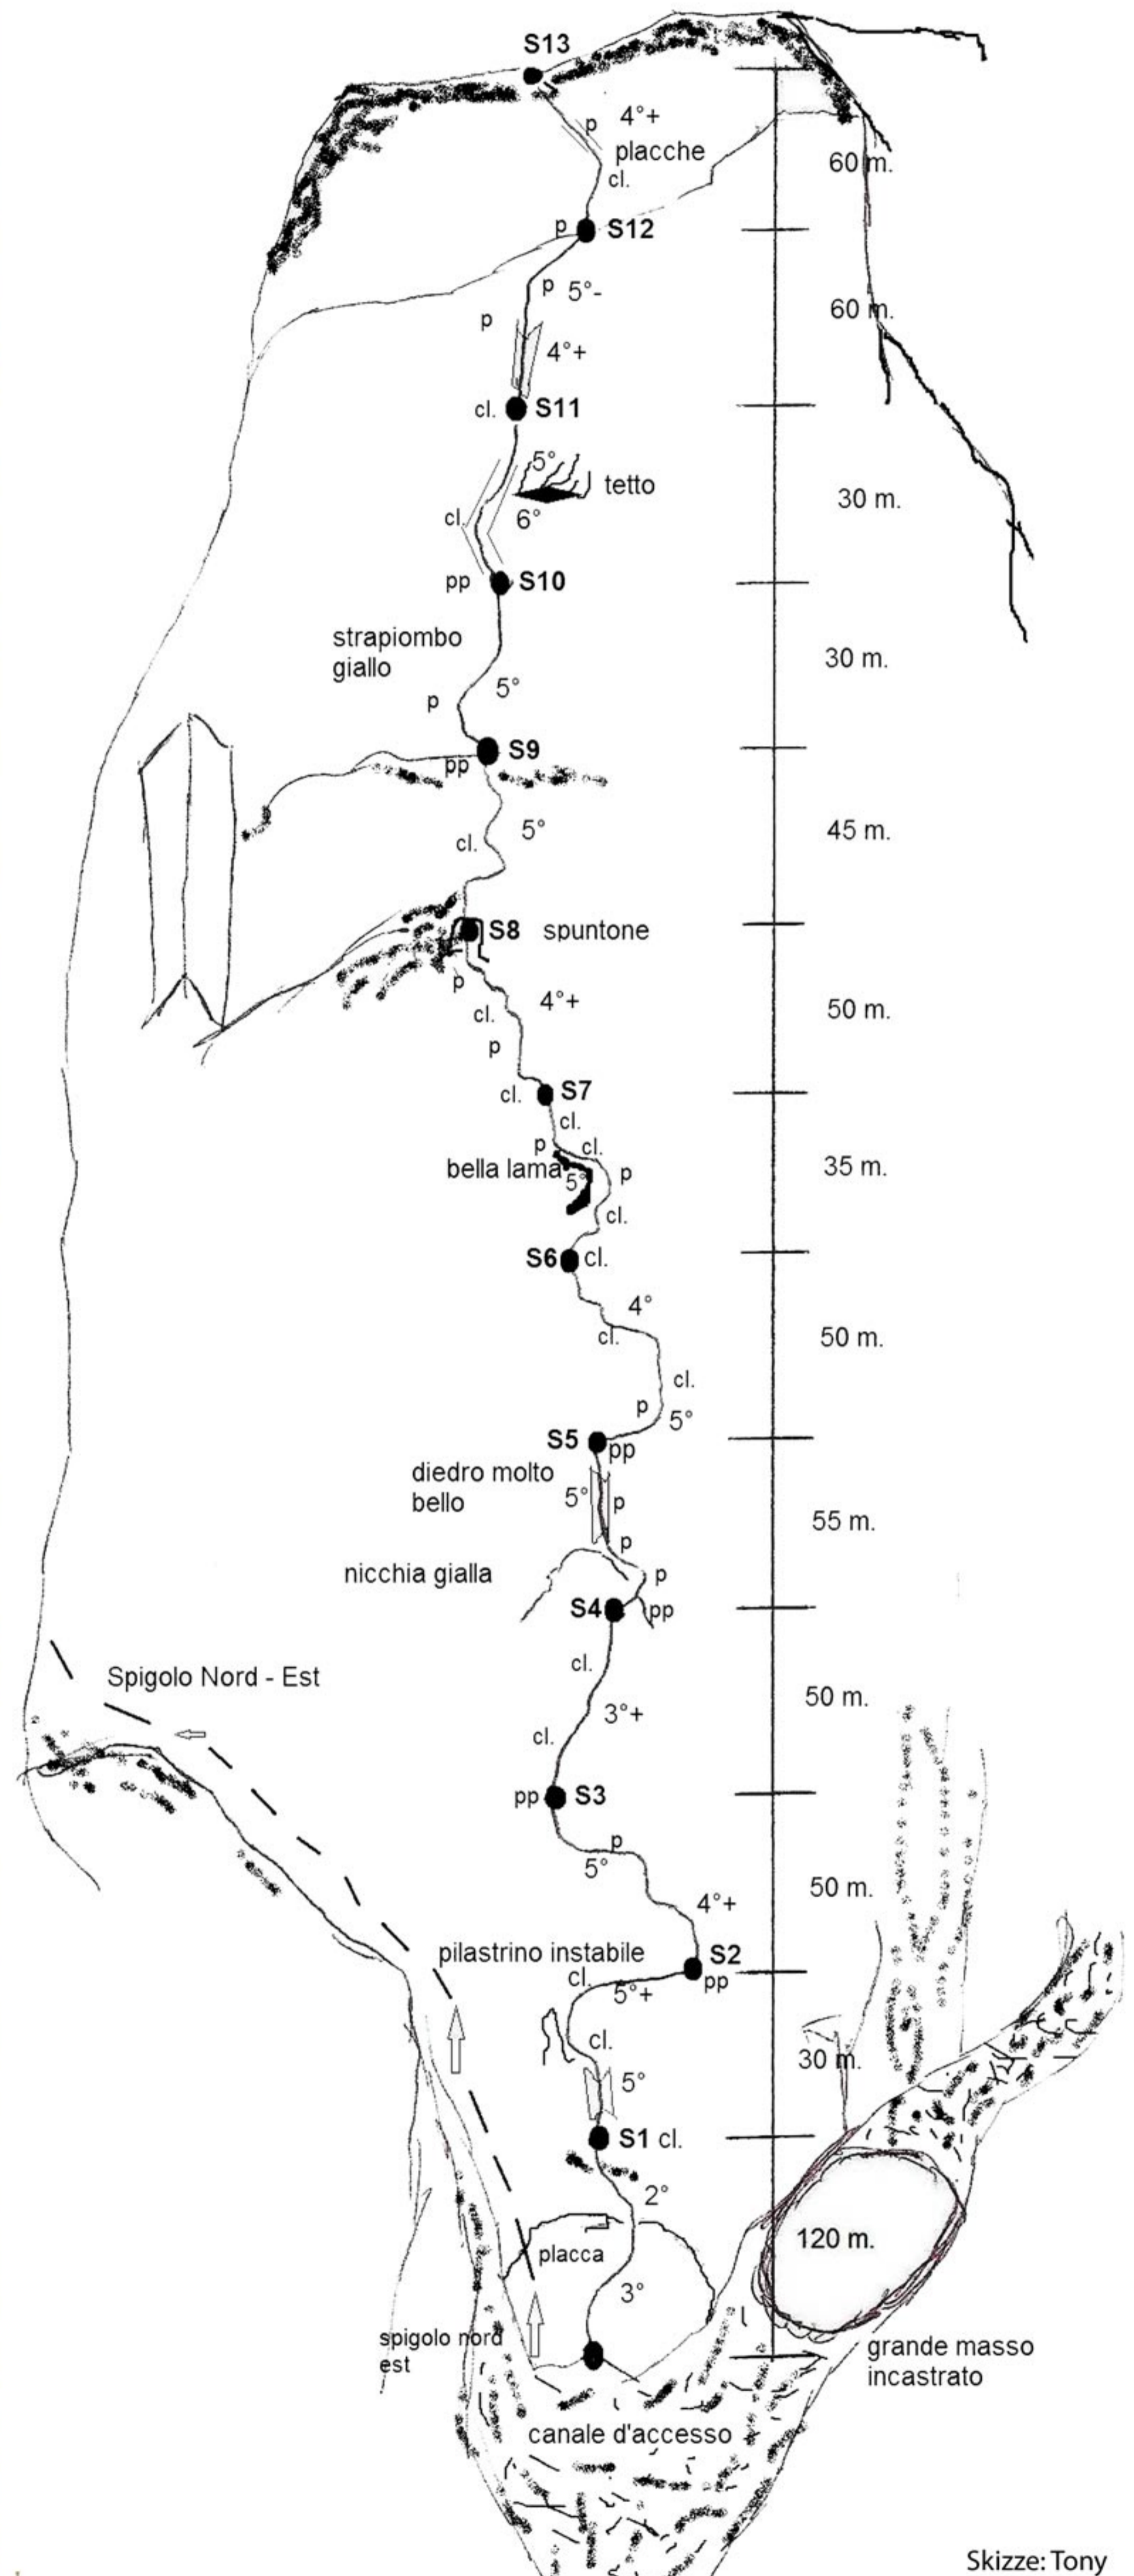 S13
p 4°+
placche
60 m.
cl.
p S12
p 5°-
60 m.
p
4°+
cl. S11
5°
tetto
30 m.
cl. 6°
pp S10
strapiombo
giallo
30 m.
5°
p
S9
pp
5°
45 m.
cl.
S8 spuntone
p
4°+
50 m.
cl.
p
cl. S7
cl.
p cl.
bella lama
5° p
35 m.
cl.
S6 cl.
4°
cl.
50 m.
cl.
p 5°
S5
pp
diedro molto
bello
5° p
55 m.
p
nicchia gialla
p
S4 pp
cl.
Spigolo Nord - Est
3°+
50 m.
cl.
pp S3
p
5°
50 m.
4°+
pilastrino instabile
S2
cl.
5°+ pp
cl.
30 m.
5°
S1 cl.
2°
120 m.
placca
3°
spigolo nord
est
grande masso
incastrato
canale d'accesso
Skizze: Tony